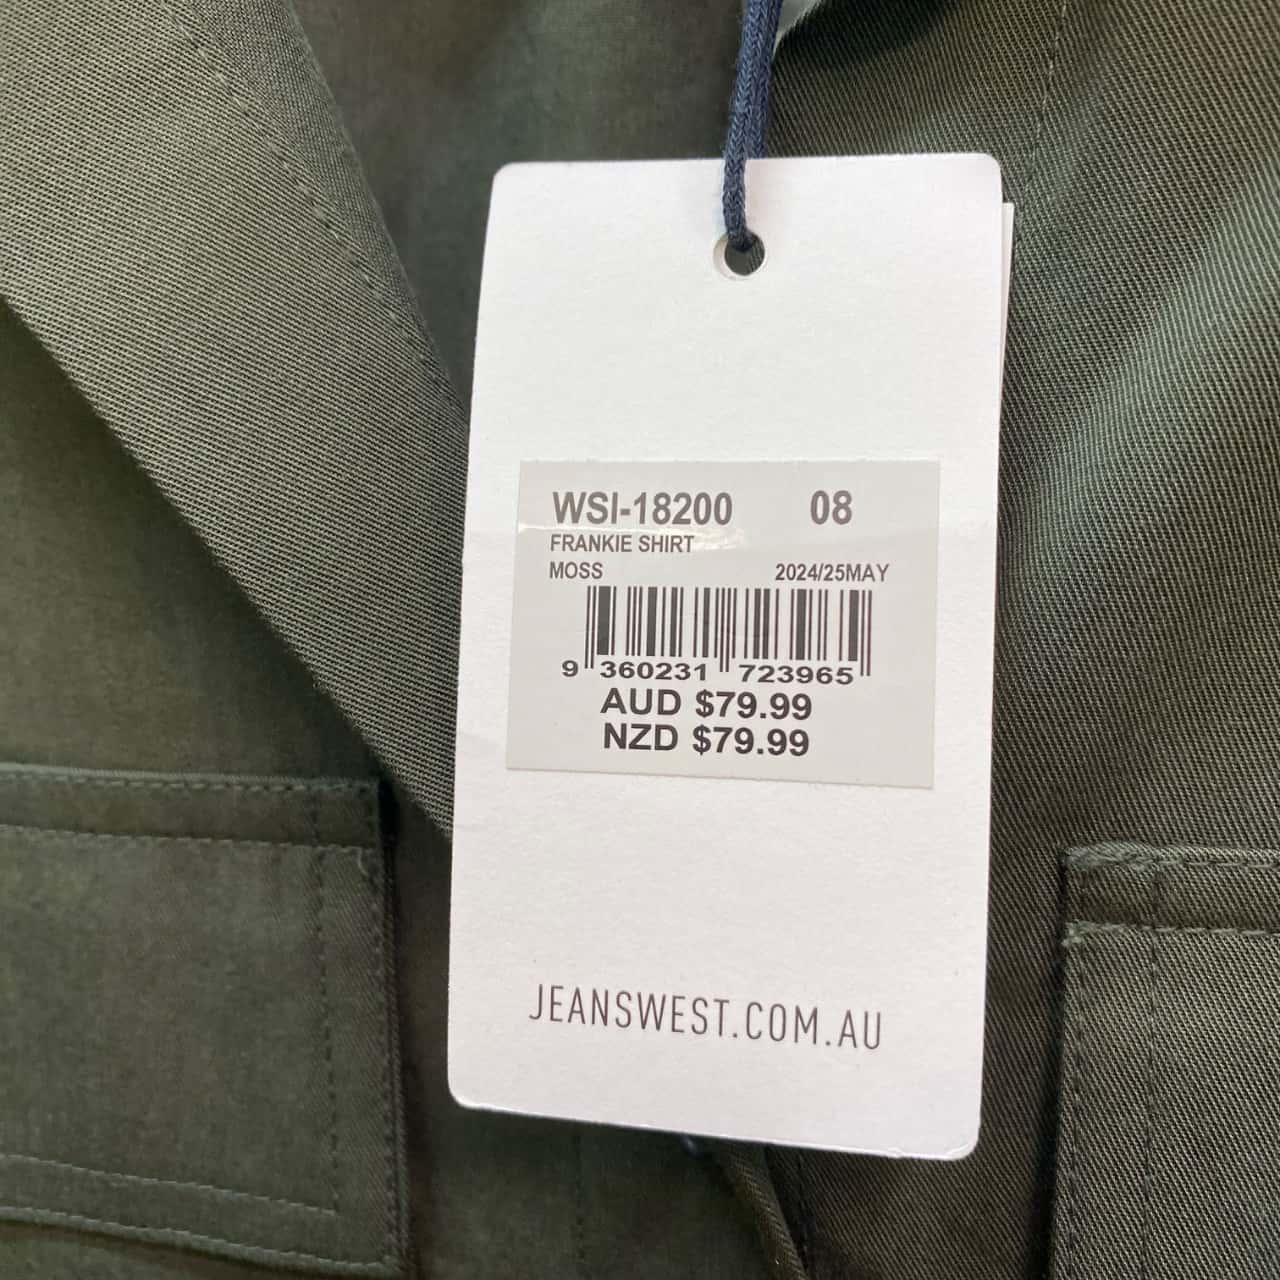 WSI-18200 08
FRANKIE SHIRT
MOSS 2024/25MAY
9 360231 723965
AUD $79.99
NZD $79.99
JEANSWEST.COM.AU